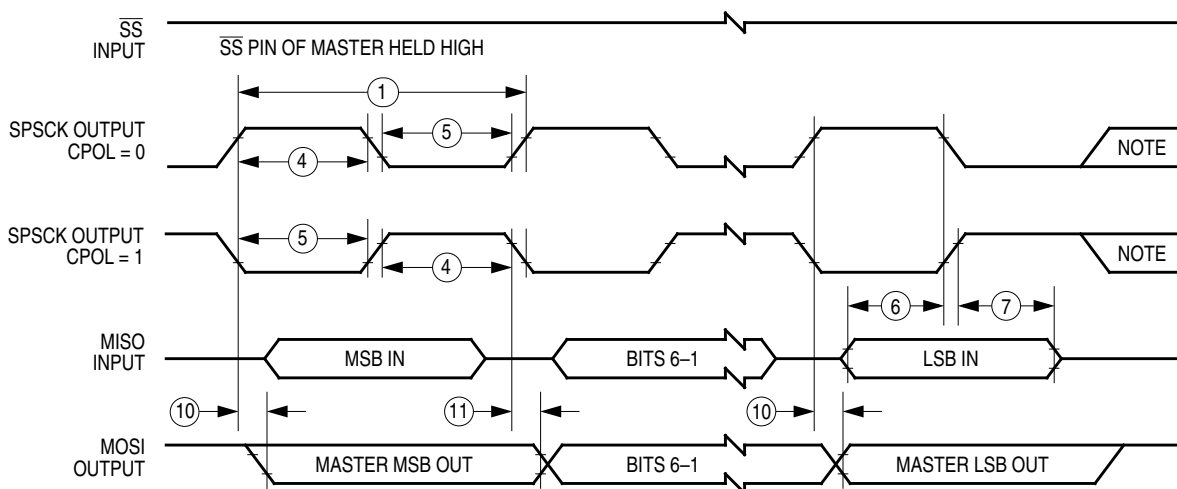 SS
INPUT
SS PIN OF MASTER HELD HIGH
1
SPSCK OUTPUT
CPOL = 0
5
4
NOTE
SPSCK OUTPUT
CPOL = 1
5
4
NOTE
6
7
MISO
INPUT
MSB IN
BITS 6–1
LSB IN
10
11
10
MOSI
OUTPUT
MASTER MSB OUT
BITS 6–1
MASTER LSB OUT